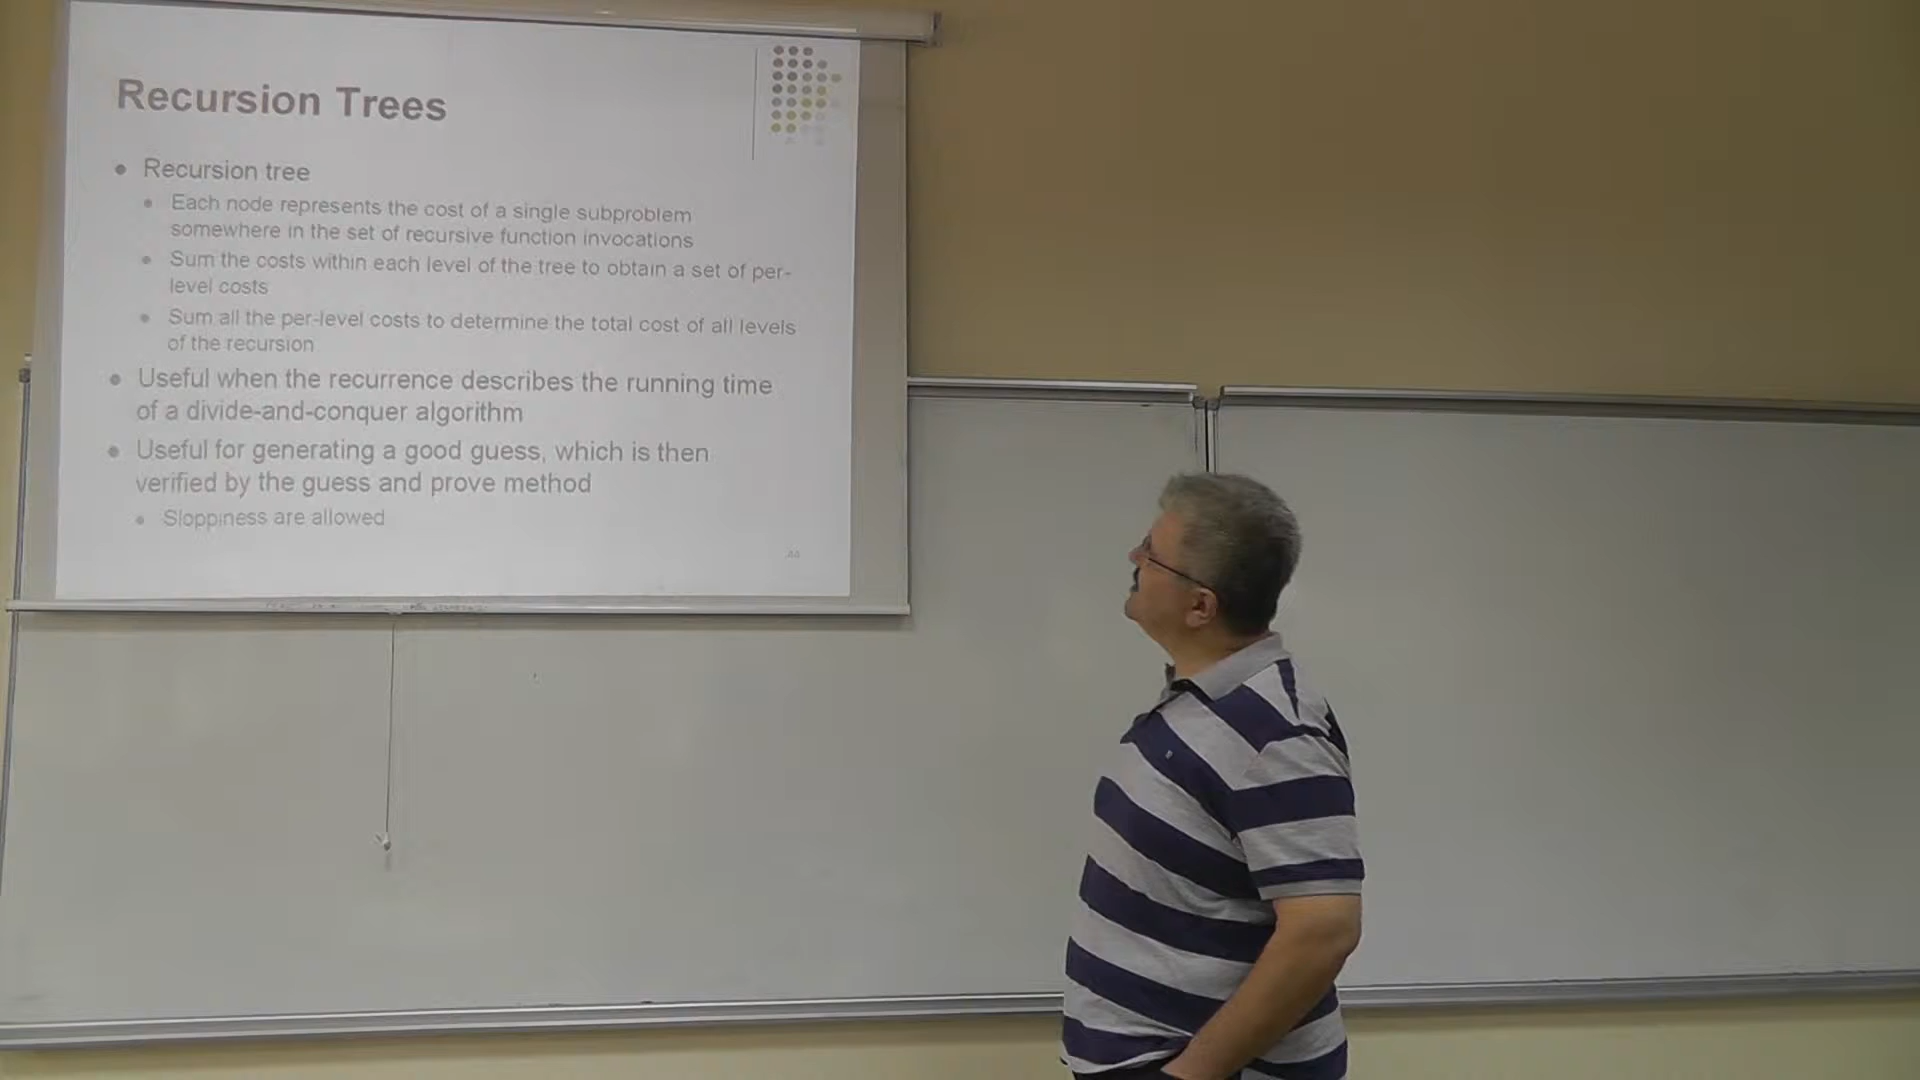 Recursion Trees
Recursion tree
Each node represents the cost of a single subproblem
somewhere in the set of recursive function invocations
Sum the costs within each level of the tree to obtain a set of per-
level costs
Sum all the per-level costs to determine the total cost of all levels
of the recursion
Useful when the recurrence describes the running time
of a divide-and-conquer algorithm
Useful for generating a good guess, which is then
verified by the guess and prove method
Sloppiness are allowed
44